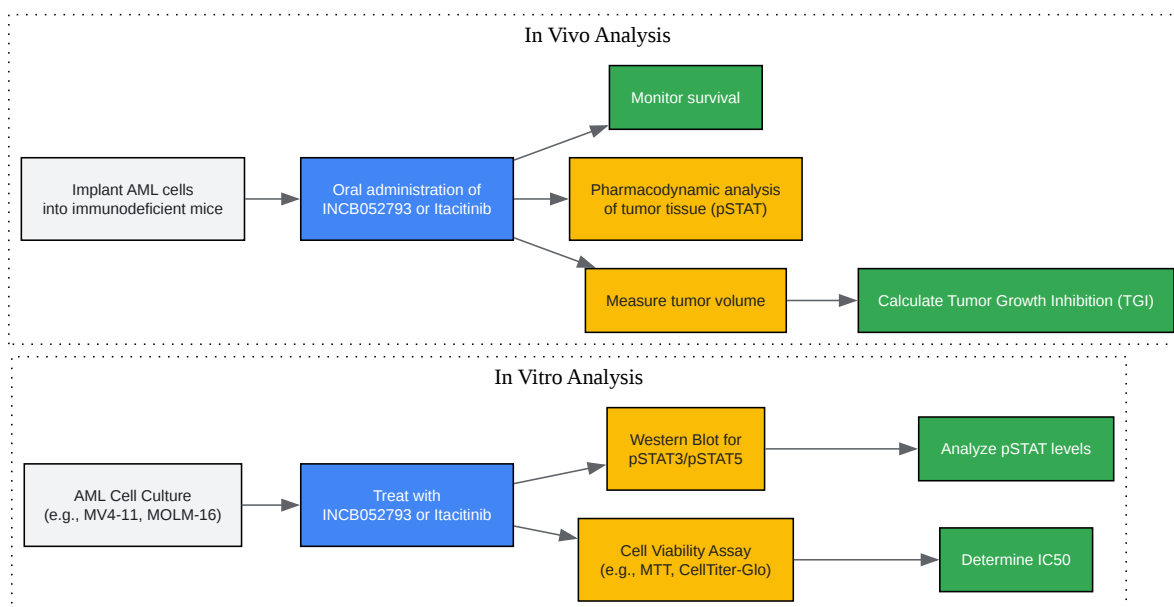 In Vivo Analysis
Monitor survival
Implant AML cells
into immunodeficient mice
Oral administration of
INCB052793 or Itacitinib
Pharmacodynamic analysis
of tumor tissue (pSTAT)
Measure tumor volume
Calculate Tumor Growth Inhibition (TGI)
In Vitro Analysis
Western Blot for
pSTAT3/pSTAT5
Analyze pSTAT levels
AML Cell Culture
(e.g., MV4-11, MOLM-16)
Treat with
INCB052793 or Itacitinib
Cell Viability Assay
(e.g., MTT, CellTiter-Glo)
Determine IC50